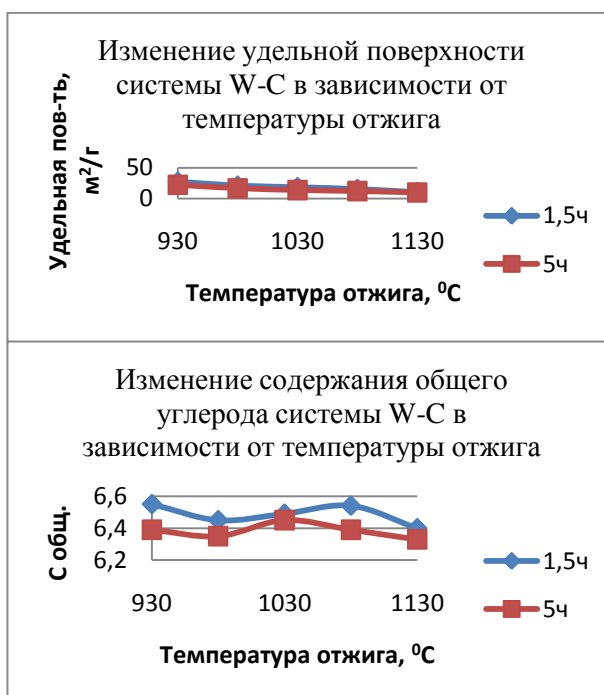 Изменение удельной поверхности
системы W-C в зависимости от
температуры отжига
Удельная пов-ть,
м²/г
50
0
930 1030 1130
Температура отжига, ⁰С
1,5ч
5ч
Изменение содержания общего
углерода системы W-C в
зависимости от температуры отжига
С общ.
6,6
6,4
6,2
930 1030 1130
Температура отжига, ⁰С
1,5ч
5ч